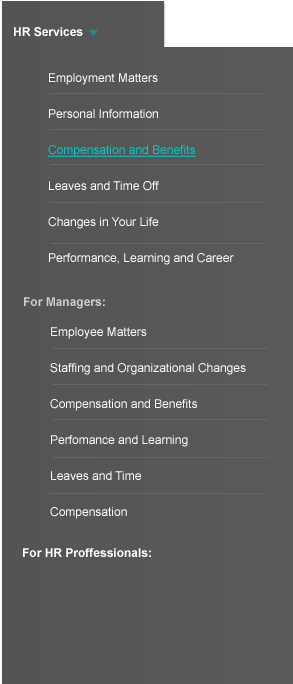 HR Services
Employment Matters
Personal Information
Compensation and Benefits
Leaves and Time Off
Changes in Your Life
Performance, Learning and Career
For Managers:
Employee Matters
Staffing and Organizational Changes
Compensation and Benefits
Perfomance and Learning
Leaves and Time
Compensation
For HR Proffessionals: